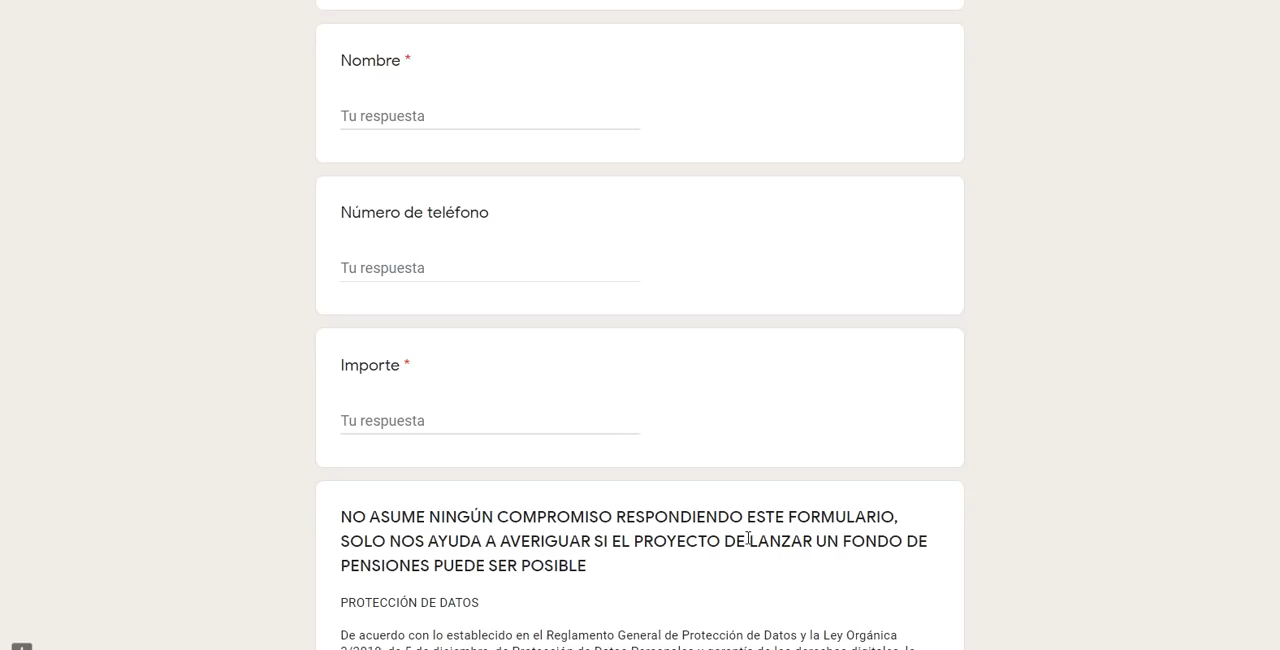 Nombre *
Tu respuesta
Número de teléfono
Tu respuesta
Importe *
Tu respuesta
NO ASUME NINGÚN COMPROMISO RESPONDIENDO ESTE FORMULARIO,
SOLO NOS AYUDA A AVERIGUAR SI EL PROYECTO DE LANZAR UN FONDO DE
PENSIONES PUEDE SER POSIBLE
PROTECCIÓN DE DATOS
De acuerdo con lo establecido en el Reglamento General de Protección de Datos y la Ley Orgánica